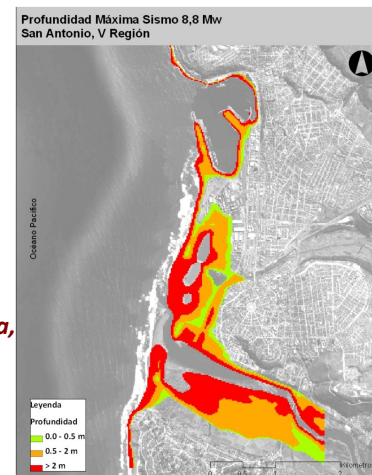 Profundidad Máxima Sismo 8,8 Mw
San Antonio, V Región
Océano Pacífico
a,
Leyenda
Profundidad
0.0 - 0.5 m
0.5 - 2 m
> 2 m
Kilómetros